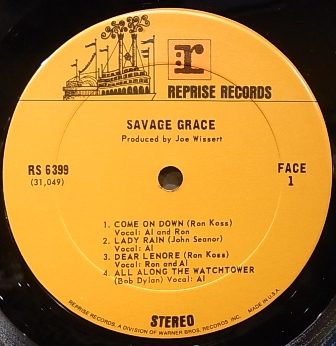 r
REPRISE RECORDS
SAVAGE GRACE
Produced by Joe Wissert
RS 6399
(31,049)
FACE
1
1. COME ON DOWN (Ron Koss)
Vocal: Al and Ron
2. LADY RAIN (John Seanor)
Vocal: Al
3. DEAR LENORE (Ron Koss)
Vocal: Ron and Al
4. ALL ALONG THE WATCHTOWER
(Bob Dylan) Vocal: Al
STEREO
REPRISE RECORDS, A DIVISION OF WARNER BROS. RECORDS INC. MADE IN U.S.A.